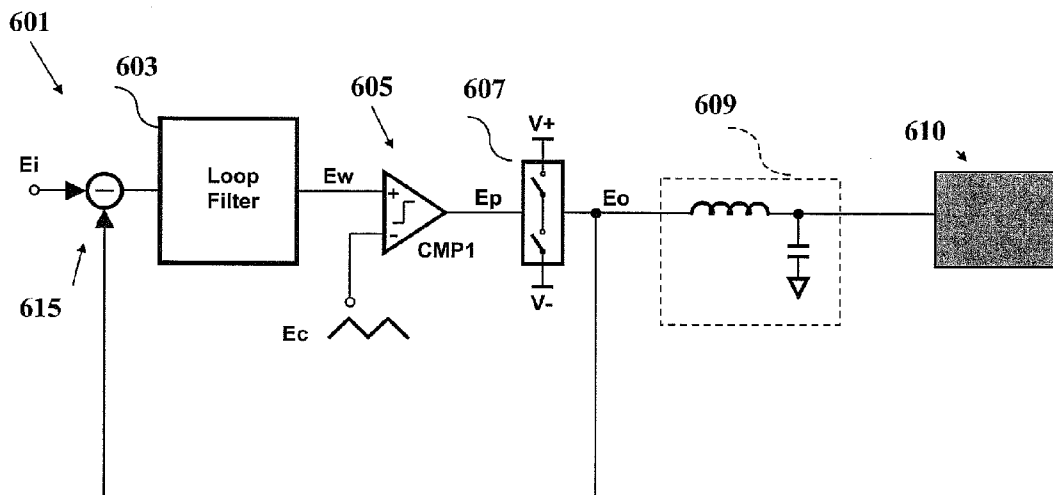 601
603
605
607
609
610
V+
Ei
−
Loop
Filter
Ew
+
-
CMP1
Ep
Eo
V-
615
Ec